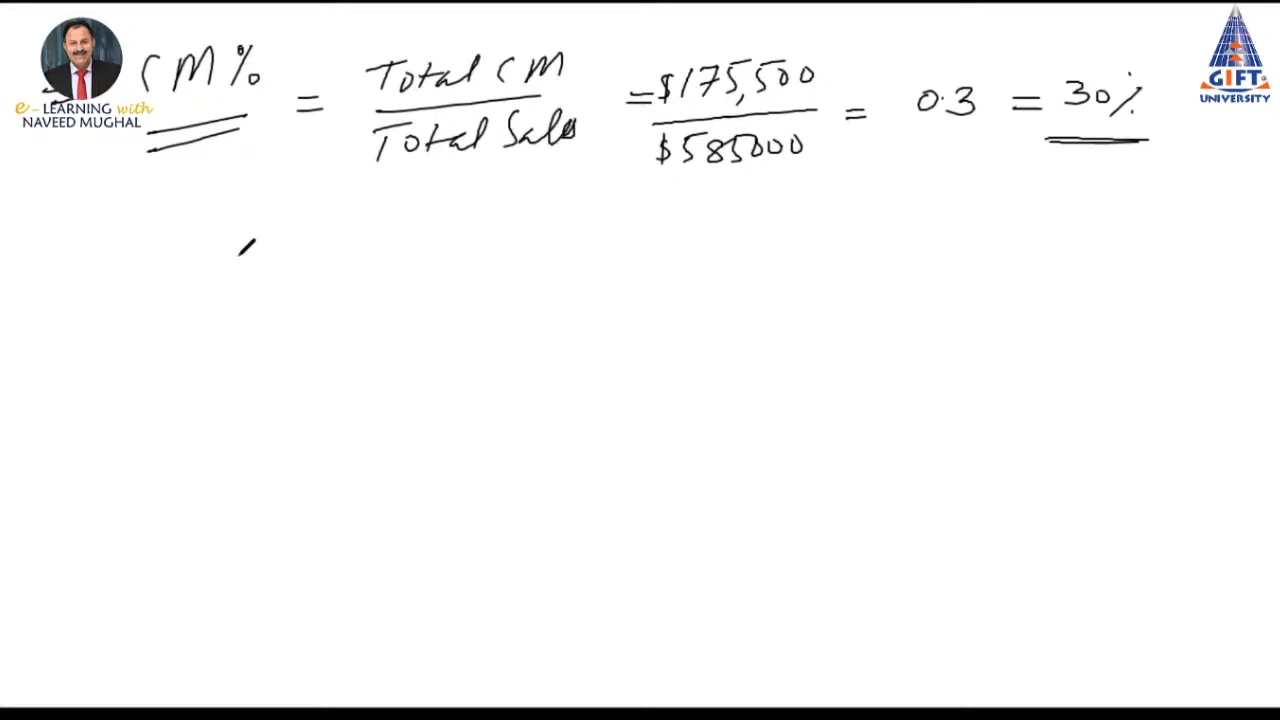 CM% = Total CM / Total Sales = $175,500 / $585000 = 0.3 = 30%
e-LEARNING with
NAVEED MUGHAL
GIFT
UNIVERSITY